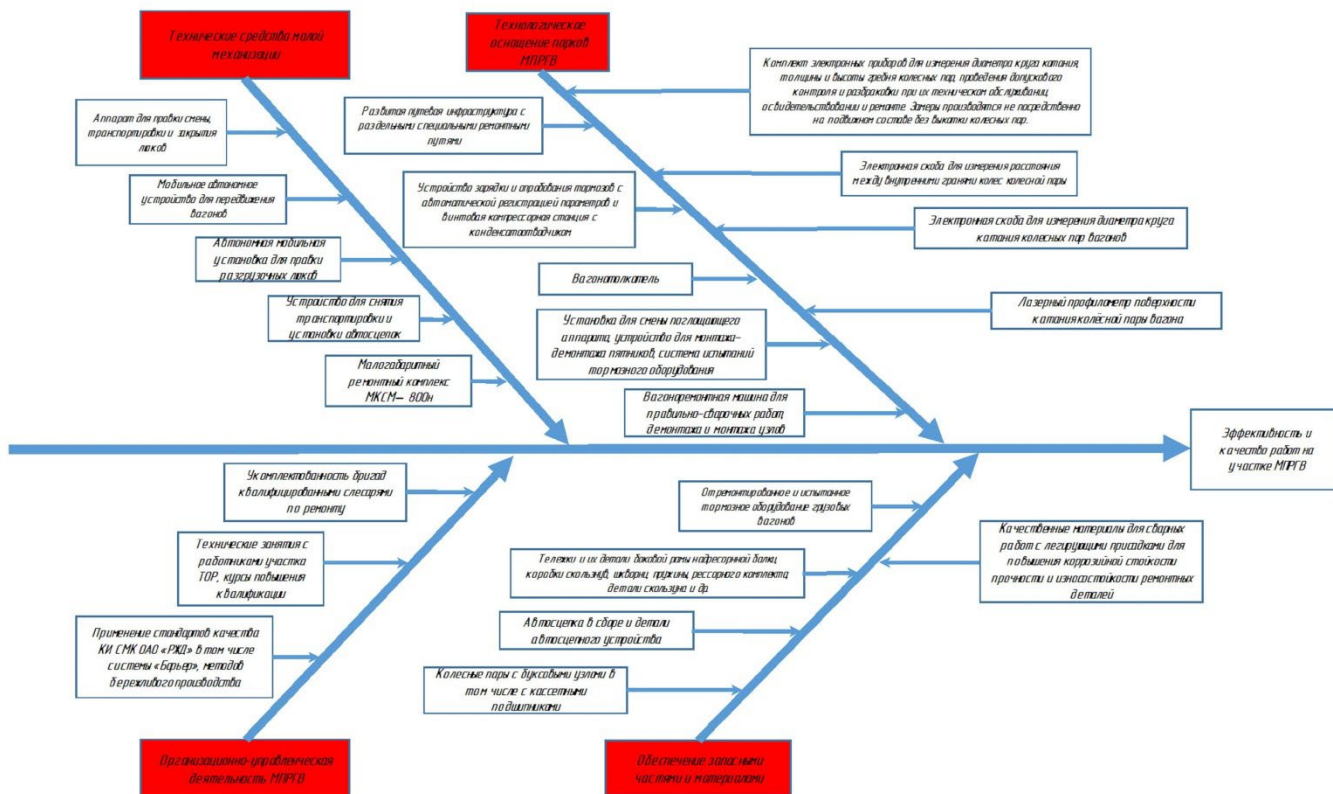 Технические средства малой
механизации
Технологическое
оснащение парков
МПРГВ
Аппарат для правки смены,
транспортировки и закрытия
люков
Мобильное автономное
устройство для передвижения
вагонов
Автономная мобильная
установка для правки
разгрузочных люков
Устройство для снятия
транспортировки и
установки автосцепок
Малогабаритный
ремонтный комплекс
МКСМ– 800н
Развитая путевая инфраструктура с
раздельными специальными ремонтными
путями
Устройство зарядки и опробования тормозов с
автоматической регистрацией параметров и
винтовая компрессорная станция с
конденсатоотводчиком
Вагонотолкатель
Установка для смены поглощающего
аппарата, устройство для монтажа-
демонтажа пятников, система испытаний
тормозного оборудования
Вагоноремонтная машина для
правильно-сварочных работ,
демонтажа и монтажа узлов
Комплект электронных приборов для измерения диаметра круга катания,
толщины и высоты гребня колесных пар, проведения допускового
контроля и разбраковки при их техническом обслуживании,
освидетельствовании и ремонте. Замеры производятся не посредственно
на подвижном составе без выкатки колесных пар.
Электронная скоба для измерения расстояния
между внутренними гранями колес колесной пары
Электронная скоба для измерения диаметра круга
катания колесных пар вагонов
Лазерный профилометр поверхности
катания колёсной пары вагона
Эффективность и
качество работ на
участке МПРГВ
Укомплектованность бригад
квалифицированными слесарями
по ремонту
Технические занятия с
работниками участка
ТОР, курсы повышения
квалификации
Применение стандартов качества
КИ СМК ОАО «РЖД» в том числе
системы «Барьер», методов
бережливого производства
Отремонтированное и испытанное
тормозное оборудование грузовых
вагонов
Тележки и их детали боковой рамы надресорнной балки,
коробки скользунв, шкворни, пружины, рессорного комплекта,
детали скользуна и др.
Автосцепка в сборе и детали
автосцепного устройства
Колесные пары с буксовыми узлами в
том числе с кассетными
подшипниками
Качественные материалы для сварных
работ с легирующими присадками для
повышения коррозийной стойкости
прочности и износостойкости ремонтных
деталей
Организационно-управленческая
деятельность МПРГВ
Обеспечение запасными
частями и материалами